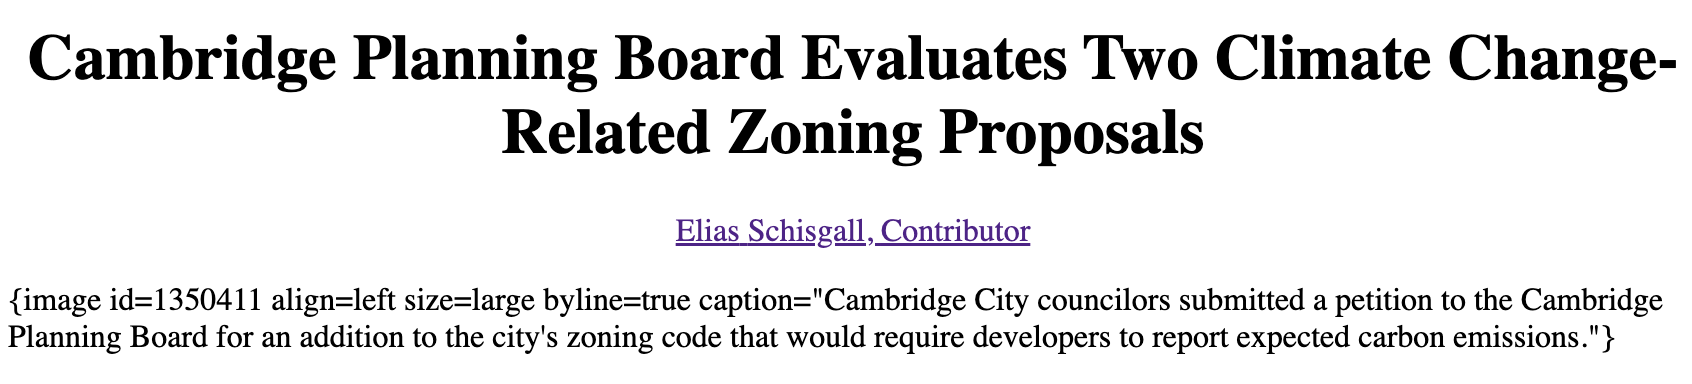 Cambridge Planning Board Evaluates Two Climate Change-
Related Zoning Proposals
Elias Schisgall, Contributor
{image id=1350411 align=left size=large byline=true caption="Cambridge City councilors submitted a petition to the Cambridge
Planning Board for an addition to the city's zoning code that would require developers to report expected carbon emissions."}